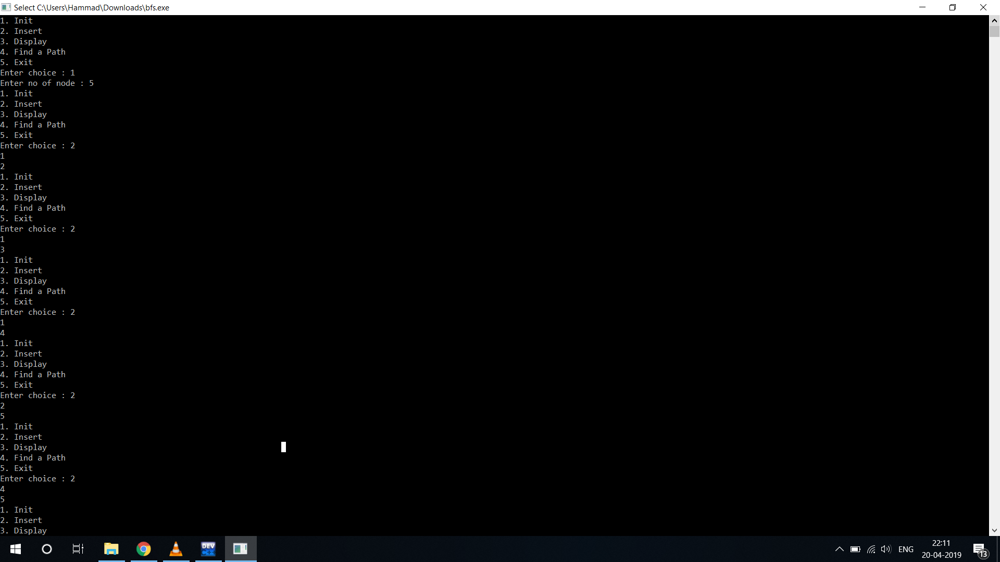 Select C:\Users\Hammad\Downloads\bfs.exe
1. Init
2. Insert
3. Display
4. Find a Path
5. Exit
Enter choice : 1
Enter no of node : 5
1. Init
2. Insert
3. Display
4. Find a Path
5. Exit
Enter choice : 2
1
2
1. Init
2. Insert
3. Display
4. Find a Path
5. Exit
Enter choice : 2
1
3
1. Init
2. Insert
3. Display
4. Find a Path
5. Exit
Enter choice : 2
1
4
1. Init
2. Insert
3. Display
4. Find a Path
5. Exit
Enter choice : 2
2
5
1. Init
2. Insert
3. Display
4. Find a Path
5. Exit
Enter choice : 2
4
5
1. Init
2. Insert
3. Display
DEV
C++
ENG
22:11
20-04-2019
13